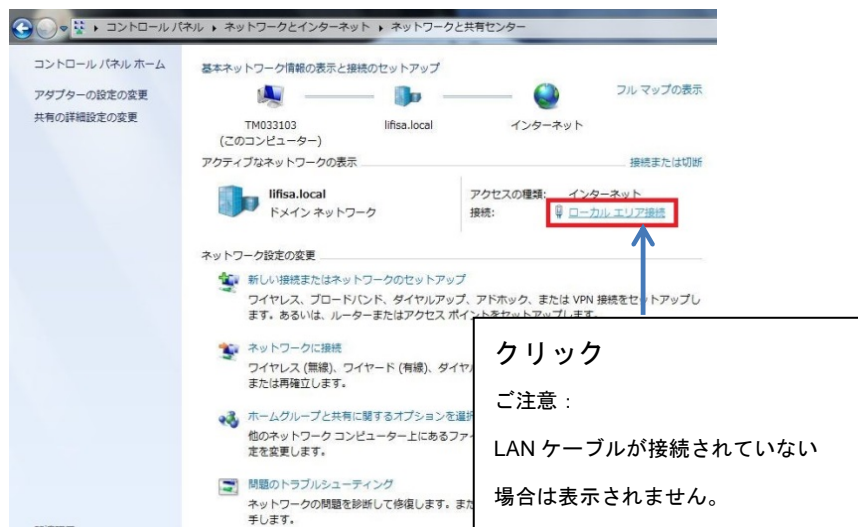 コントロール パネル ▸ ネットワークとインターネット ▸ ネットワークと共有センター
コントロール パネル ホーム
アダプターの設定の変更
共有の詳細設定の変更
基本ネットワーク情報の表示と接続のセットアップ
フル マップの表示
TM033103
(このコンピューター)
lifisa.local
インターネット
アクティブなネットワークの表示
接続または切断
lifisa.local
ドメイン ネットワーク
アクセスの種類: インターネット
接続: ローカル エリア接続
ネットワーク設定の変更
新しい接続またはネットワークのセットアップ
ワイヤレス、ブロードバンド、ダイヤルアップ、アドホック、または VPN 接続をセットアップし
ます。あるいは、ルーターまたはアクセス ポイントをセットアップします。
ネットワークに接続
ワイヤレス (無線)、ワイヤード (有線)、ダイヤ
または再確立します。
ホームグループと共有に関するオプションを選
他のネットワーク コンピューター上にあるファ
定を変更します。
問題のトラブルシューティング
ネットワークの問題を診断して修復します。また
手します。
クリック
ご注意：
LAN ケーブルが接続されていない
場合は表示されません。